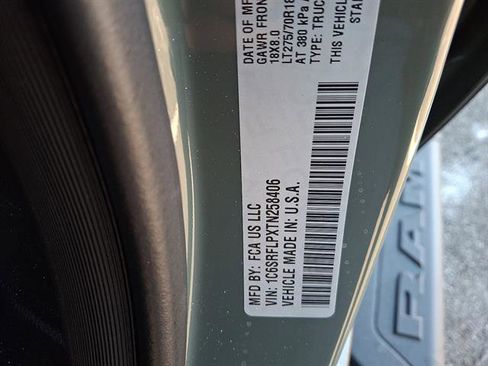 DATE OF MF
GAWR FRON
18X8.0
LT275/70R18
AT 380 kPa /
TYPE: TRUC
THIS VEHICLE
STA
MFD BY: FCA US LLC
VIN: 1C6SRFLPXTN258406
VEHICLE MADE IN: U.S.A.
RAM